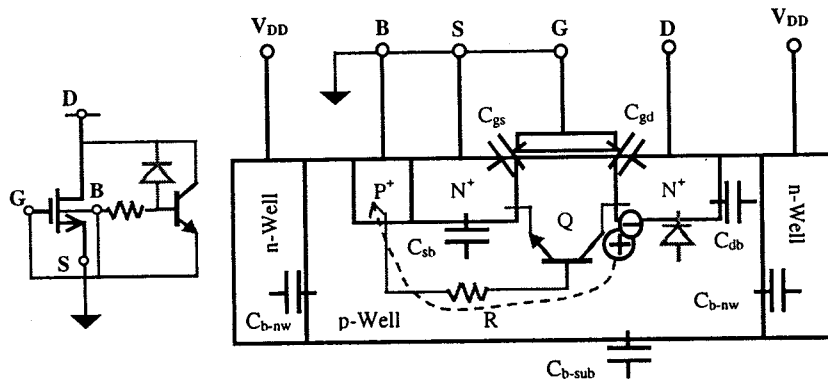 V_DD B S G D V_DD
D
C_gs C_gd
G B
S
P+ N+ Q N+
n-Well n-Well
C_sb C_db
C_b-nw p-Well R C_b-nw
C_b-sub